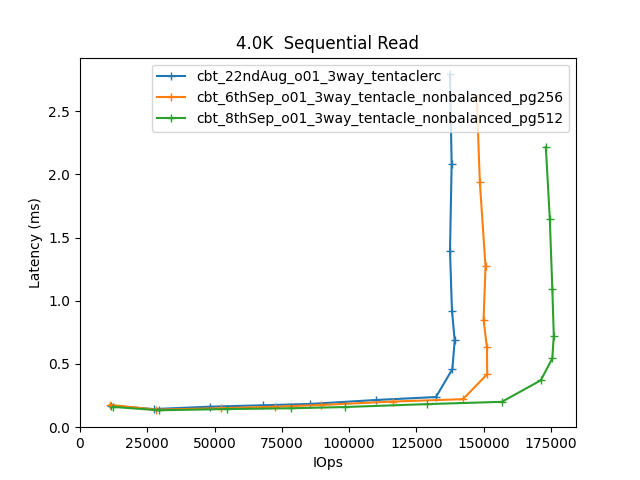 4.0K  Sequential Read
cbt_22ndAug_o01_3way_tentaclerc
cbt_6thSep_o01_3way_tentacle_nonbalanced_pg256
cbt_8thSep_o01_3way_tentacle_nonbalanced_pg512
Latency (ms)
2.5
2.0
1.5
1.0
0.5
0.0
0 25000 50000 75000 100000 125000 150000 175000
IOps